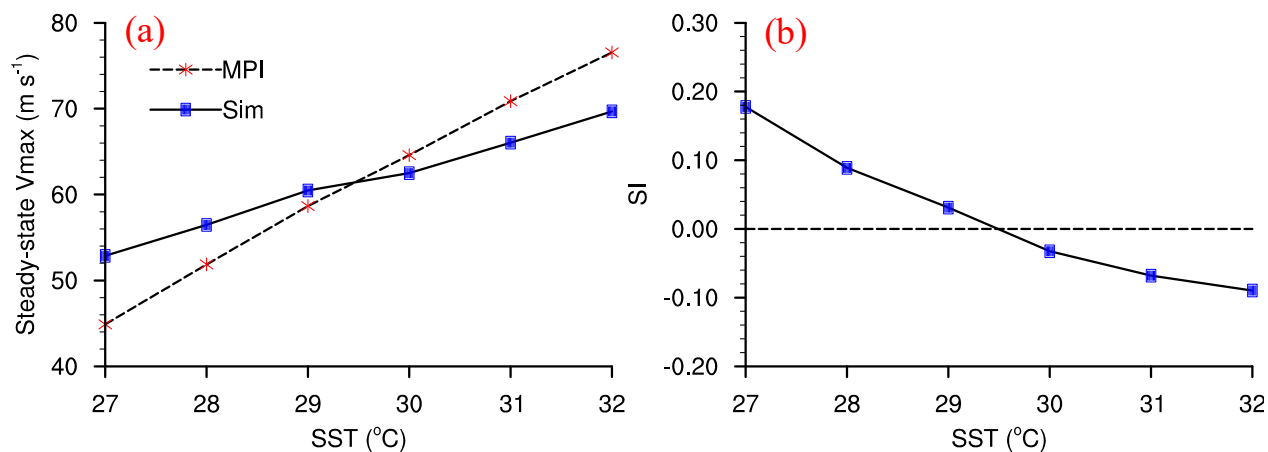 (a)
MPI
Sim
Steady-state Vmax (m s⁻¹)
80
70
60
50
40
27 28 29 30 31 32
SST (°C)
(b)
SI
0.30
0.20
0.10
0.00
-0.10
-0.20
27 28 29 30 31 32
SST (°C)